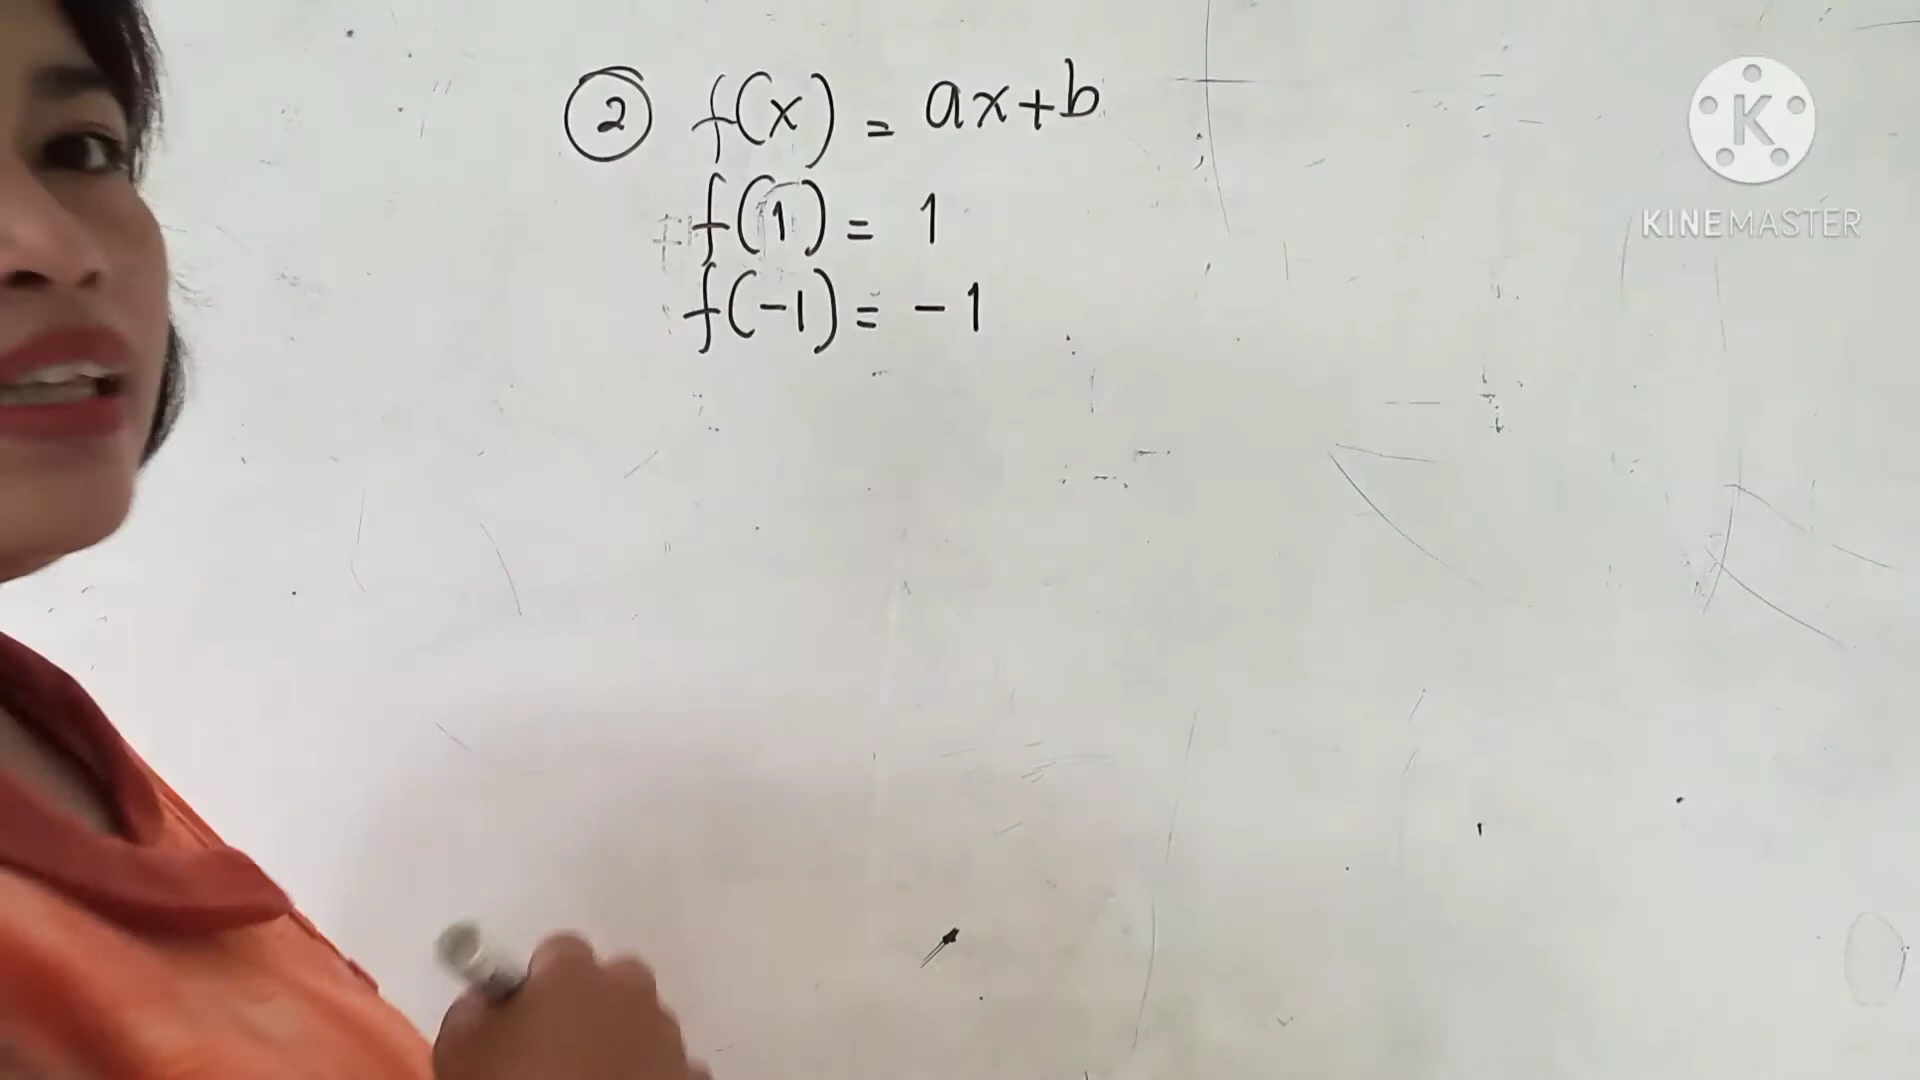 ② f(x) = ax+b
f(1) = 1
f(-1) = -1
K
KINEMASTER